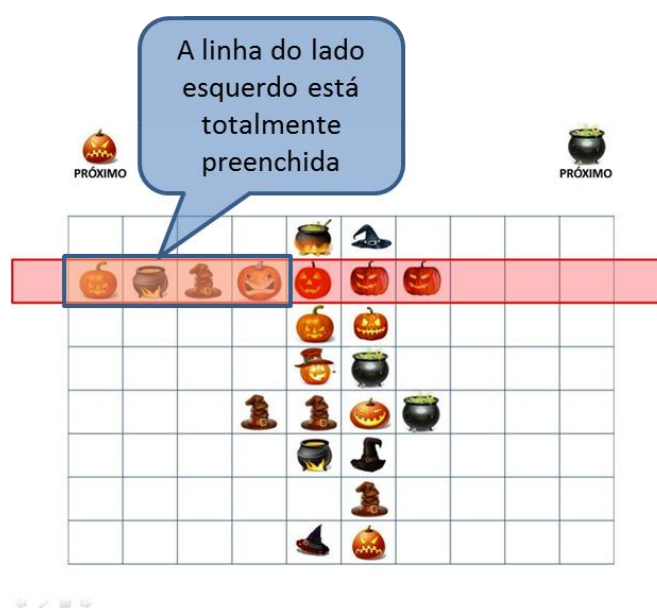 A linha do lado
esquerdo está
totalmente
preenchida
PRÓXIMO
PRÓXIMO